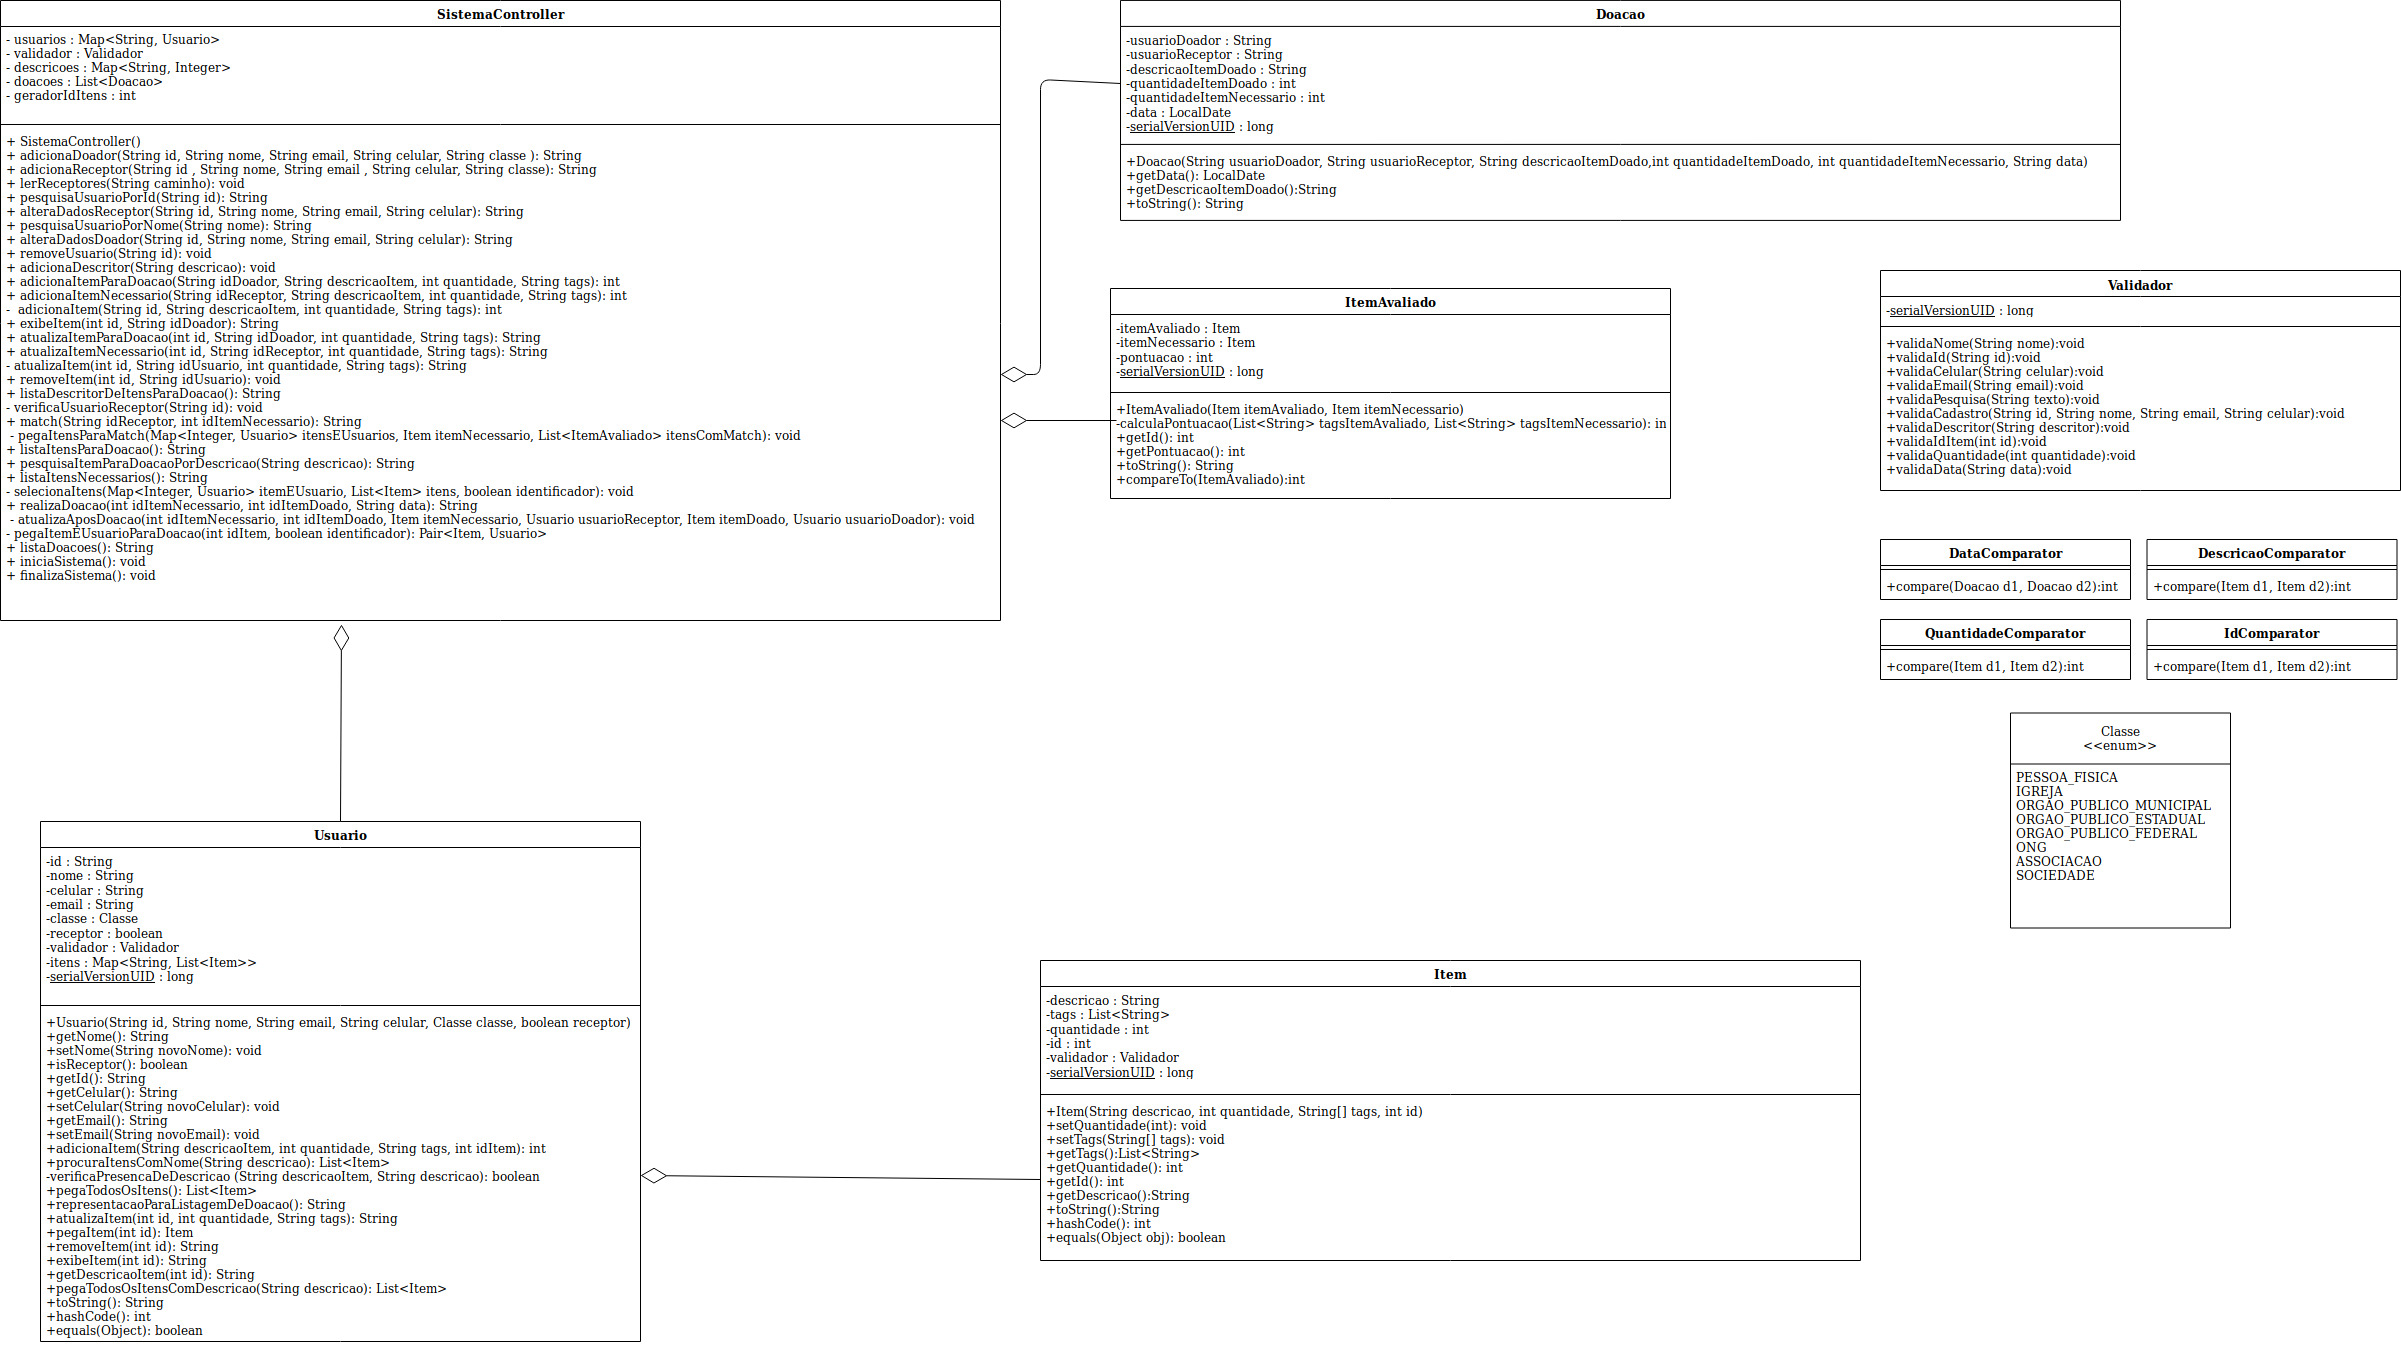 SistemaController
- usuarios : Map<String, Usuario>
- validador : Validador
- descricoes : Map<String, Integer>
- doacoes : List<Doacao>
- geradorIdItens : int
+ SistemaController()
+ adicionaDoador(String id, String nome, String email, String celular, String classe ): String
+ adicionaReceptor(String id , String nome, String email , String celular, String classe): String
+ lerReceptores(String caminho): void
+ pesquisaUsuarioPorId(String id): String
+ alteraDadosReceptor(String id, String nome, String email, String celular): String
+ pesquisaUsuarioPorNome(String nome): String
+ alteraDadosDoador(String id, String nome, String email, String celular): String
+ removeUsuario(String id): void
+ adicionaDescritor(String descricao): void
+ adicionaItemParaDoacao(String idDoador, String descricaoItem, int quantidade, String tags): int
+ adicionaItemNecessario(String idReceptor, String descricaoItem, int quantidade, String tags): int
-  adicionaItem(String id, String descricaoItem, int quantidade, String tags): int
+ exibeItem(int id, String idDoador): String
+ atualizaItemParaDoacao(int id, String idDoador, int quantidade, String tags): String
+ atualizaItemNecessario(int id, String idReceptor, int quantidade, String tags): String
- atualizaItem(int id, String idUsuario, int quantidade, String tags): String
+ removeItem(int id, String idUsuario): void
+ listaDescritorDeItensParaDoacao(): String
- verificaUsuarioReceptor(String id): void
+ match(String idReceptor, int idItemNecessario): String
- pegaItensParaMatch(Map<Integer, Usuario> itensEUsuarios, Item itemNecessario, List<ItemAvaliado> itensComMatch): void
+ listaItensParaDoacao(): String
+ pesquisaItemParaDoacaoPorDescricao(String descricao): String
+ listaItensNecessarios(): String
- selecionaItens(Map<Integer, Usuario> itemEUsuario, List<Item> itens, boolean identificador): void
+ realizaDoacao(int idItemNecessario, int idItemDoado, String data): String
- atualizaAposDoacao(int idItemNecessario, int idItemDoado, Item itemNecessario, Usuario usuarioReceptor, Item itemDoado, Usuario usuarioDoador): void
- pegaItemEUsuarioParaDoacao(int idItem, boolean identificador): Pair<Item, Usuario>
+ listaDoacoes(): String
+ iniciaSistema(): void
+ finalizaSistema(): void
Doacao
-usuarioDoador : String
-usuarioReceptor : String
-descricaoItemDoado : String
-quantidadeItemDoado : int
-quantidadeItemNecessario : int
-data : LocalDate
-serialVersionUID : long
+Doacao(String usuarioDoador, String usuarioReceptor, String descricaoItemDoado,int quantidadeItemDoado, int quantidadeItemNecessario, String data)
+getData(): LocalDate
+getDescricaoItemDoado():String
+toString(): String
ItemAvaliado
-itemAvaliado : Item
-itemNecessario : Item
-pontuacao : int
-serialVersionUID : long
+ItemAvaliado(Item itemAvaliado, Item itemNecessario)
-calculaPontuacao(List<String> tagsItemAvaliado, List<String> tagsItemNecessario): in
+getId(): int
+getPontuacao(): int
+toString(): String
+compareTo(ItemAvaliado):int
Validador
-serialVersionUID : long
+validaNome(String nome):void
+validaId(String id):void
+validaCelular(String celular):void
+validaEmail(String email):void
+validaPesquisa(String texto):void
+validaCadastro(String id, String nome, String email, String celular):void
+validaDescritor(String descritor):void
+validaIdItem(int id):void
+validaQuantidade(int quantidade):void
+validaData(String data):void
DataComparator
+compare(Doacao d1, Doacao d2):int
DescricaoComparator
+compare(Item d1, Item d2):int
QuantidadeComparator
+compare(Item d1, Item d2):int
IdComparator
+compare(Item d1, Item d2):int
Classe
<<enum>>
PESSOA_FISICA
IGREJA
ORGAO_PUBLICO_MUNICIPAL
ORGAO_PUBLICO_ESTADUAL
ORGAO_PUBLICO_FEDERAL
ONG
ASSOCIACAO
SOCIEDADE
Usuario
-id : String
-nome : String
-celular : String
-email : String
-classe : Classe
-receptor : boolean
-validador : Validador
-itens : Map<String, List<Item>>
-serialVersionUID : long
+Usuario(String id, String nome, String email, String celular, Classe classe, boolean receptor)
+getNome(): String
+setNome(String novoNome): void
+isReceptor(): boolean
+getId(): String
+getCelular(): String
+setCelular(String novoCelular): void
+getEmail(): String
+setEmail(String novoEmail): void
+adicionaItem(String descricaoItem, int quantidade, String tags, int idItem): int
+procuraItensComNome(String descricao): List<Item>
-verificaPresencaDeDescricao (String descricaoItem, String descricao): boolean
+pegaTodosOsItens(): List<Item>
+representacaoParaListagemDeDoacao(): String
+atualizaItem(int id, int quantidade, String tags): String
+pegaItem(int id): Item
+removeItem(int id): String
+exibeItem(int id): String
+getDescricaoItem(int id): String
+pegaTodosOsItensComDescricao(String descricao): List<Item>
+toString(): String
+hashCode(): int
+equals(Object): boolean
Item
-descricao : String
-tags : List<String>
-quantidade : int
-id : int
-validador : Validador
-serialVersionUID : long
+Item(String descricao, int quantidade, String[] tags, int id)
+setQuantidade(int): void
+setTags(String[] tags): void
+getTags():List<String>
+getQuantidade(): int
+getId(): int
+getDescricao():String
+toString():String
+hashCode(): int
+equals(Object obj): boolean